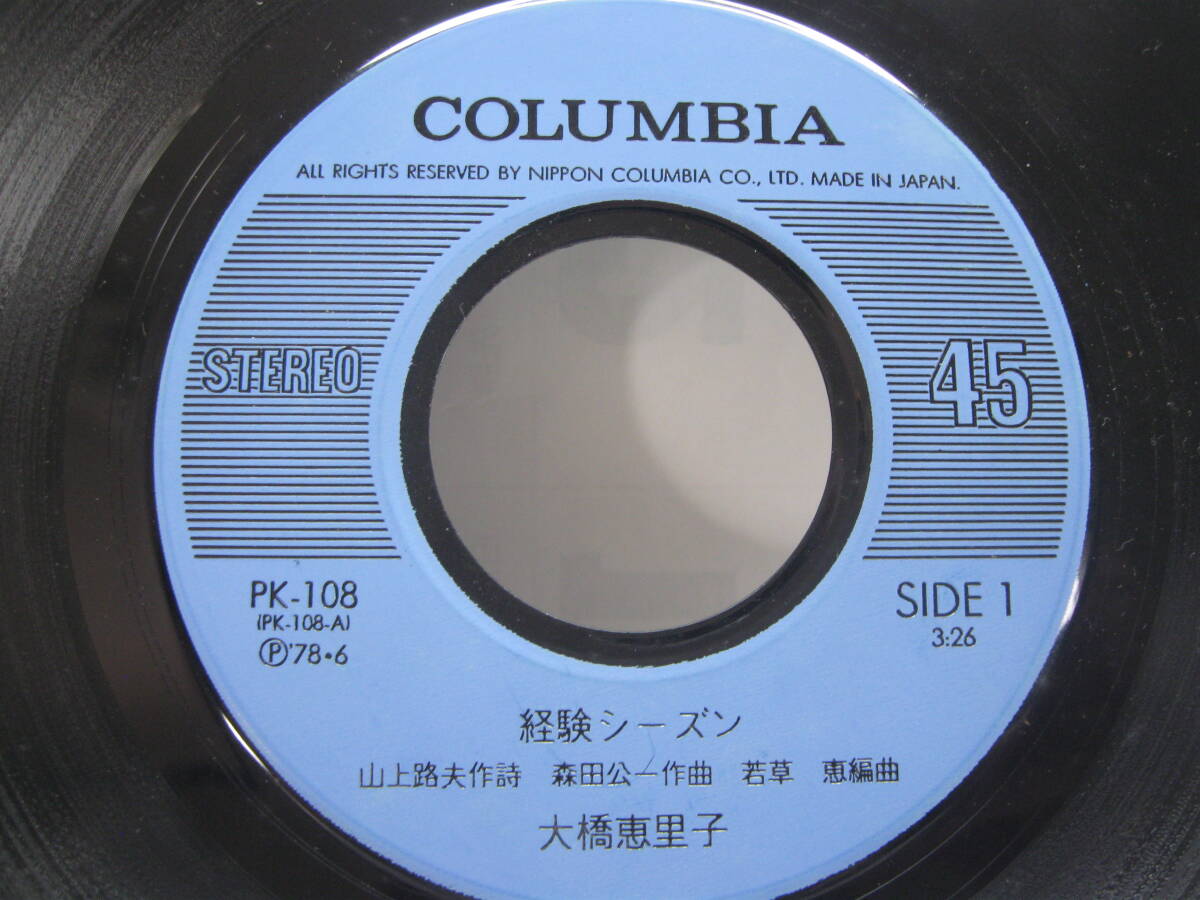 COLUMBIA
ALL RIGHTS RESERVED BY NIPPON COLUMBIA CO., LTD. MADE IN JAPAN.
STEREO
45
PK-108
(PK-108-A)
Ⓟ'78•6
SIDE 1
3:26
経験シーズン
山上路夫作詩 森田公一作曲 若草 恵編曲
大橋恵里子